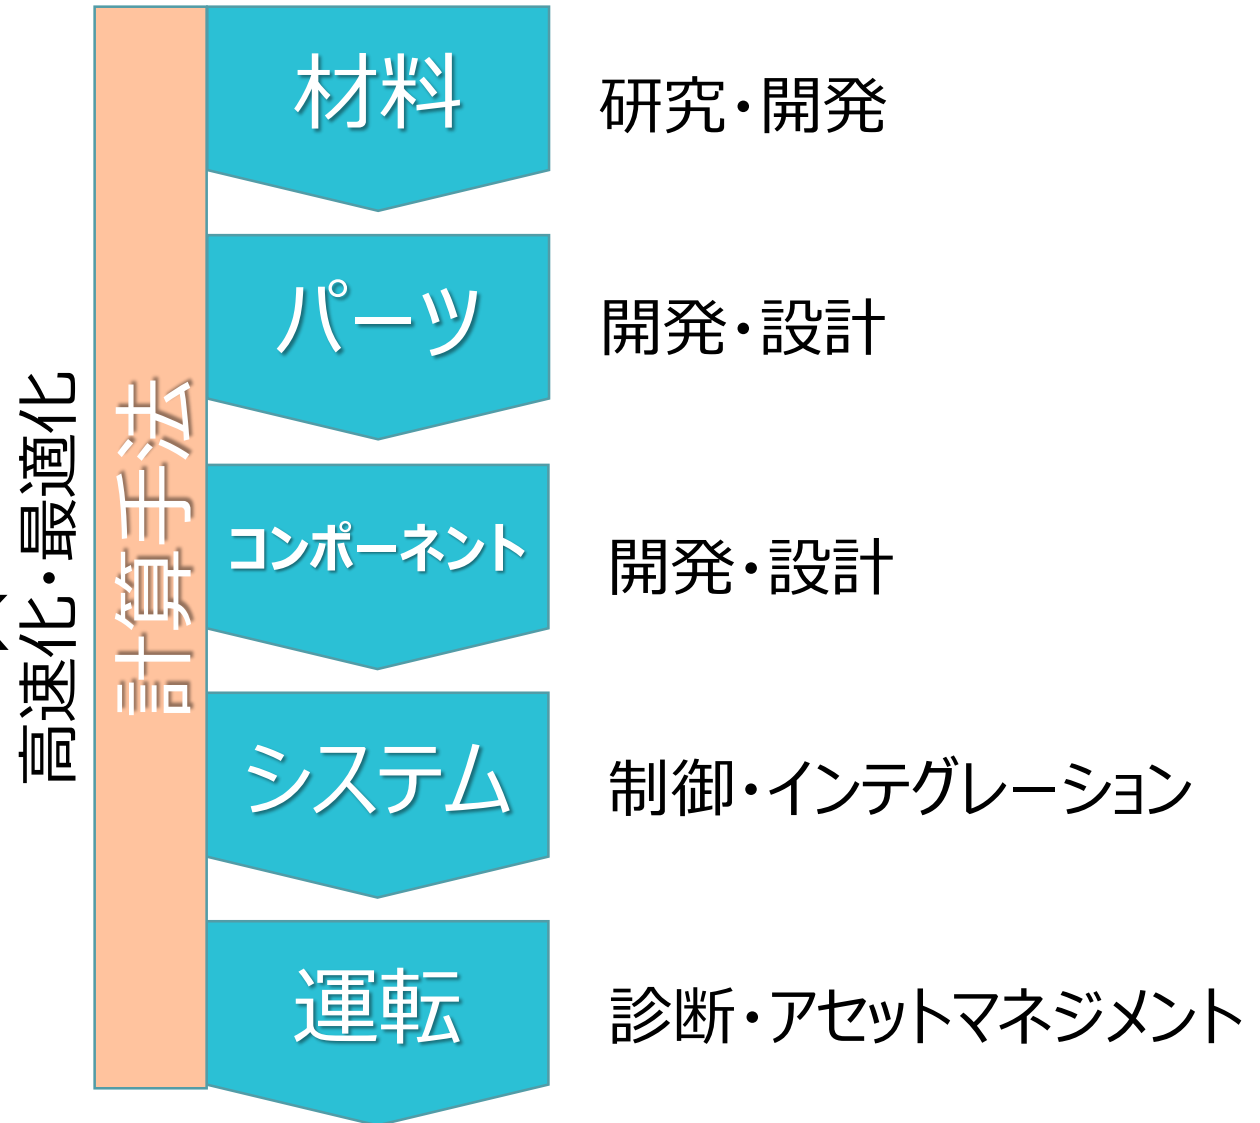 高速化・最適化
計算手法
材料
研究・開発
パーツ
開発・設計
コンポーネント
開発・設計
システム
制御・インテグレーション
運転
診断・アセットマネジメント